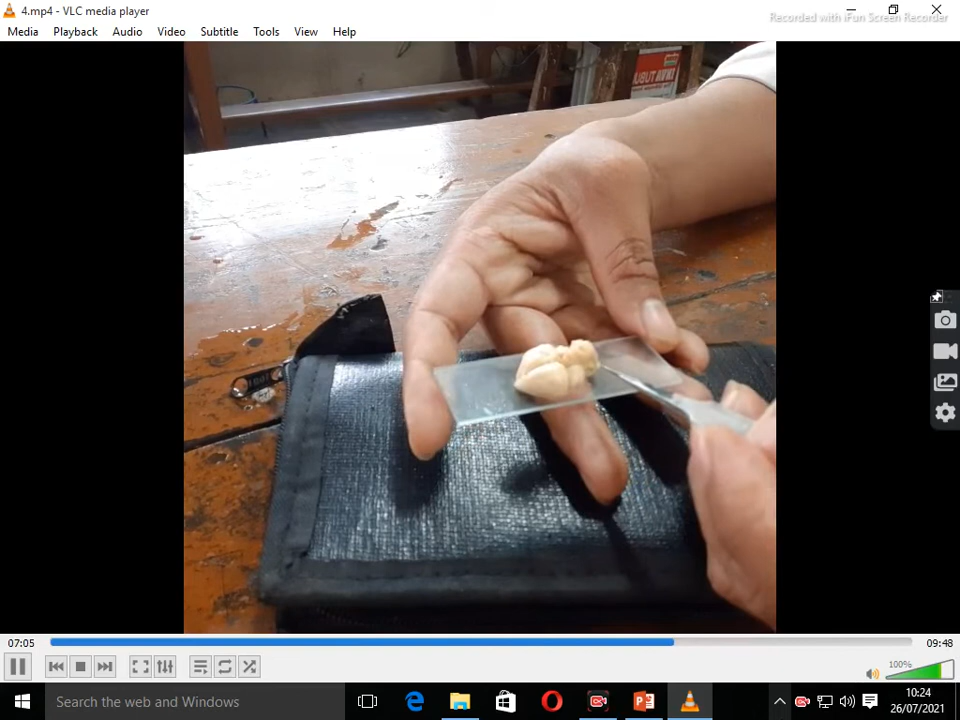 4.mp4 - VLC media player
Recorded with iFun Screen Recorder
Media Playback Audio Video Subtitle Tools View Help
07:05
09:48
100%
Search the web and Windows
10:24
26/07/2021